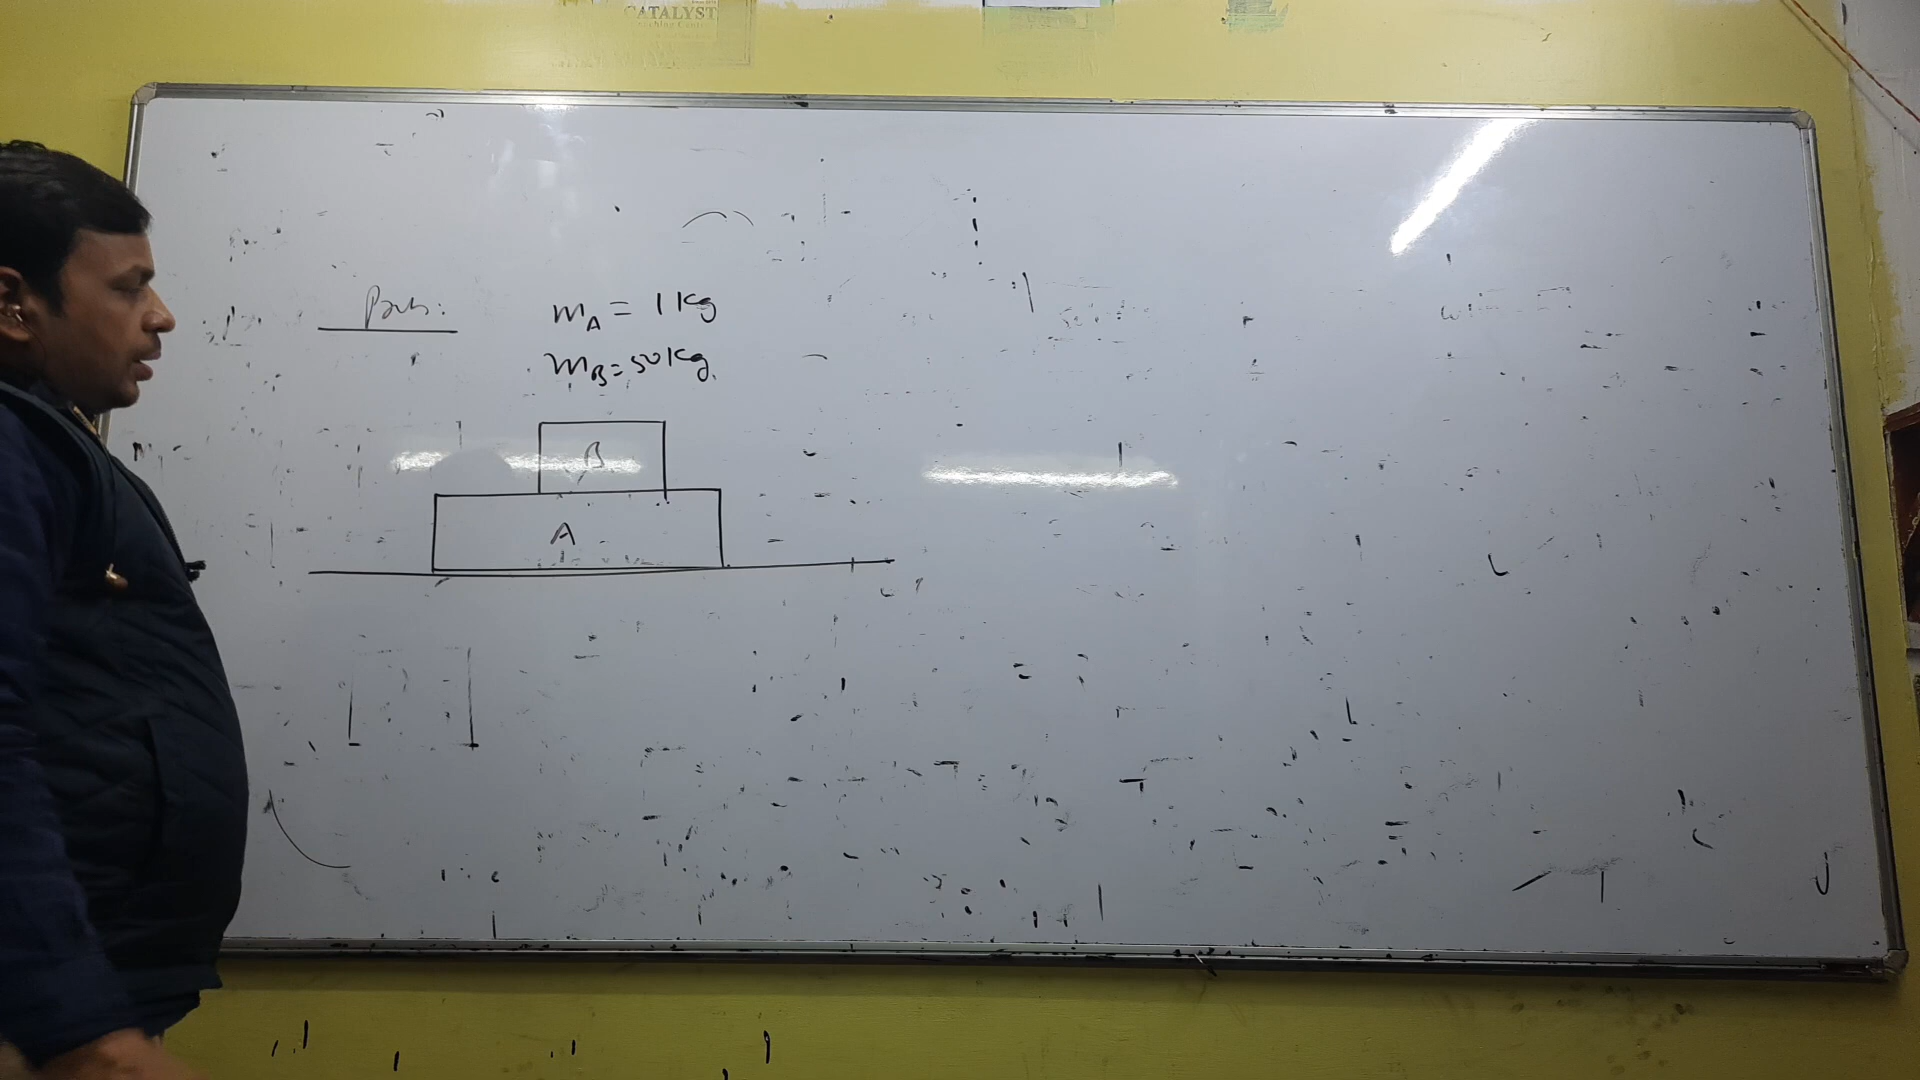 CATALYST
Prob:
mA = 1 kg
mB = 50 kg
B
A